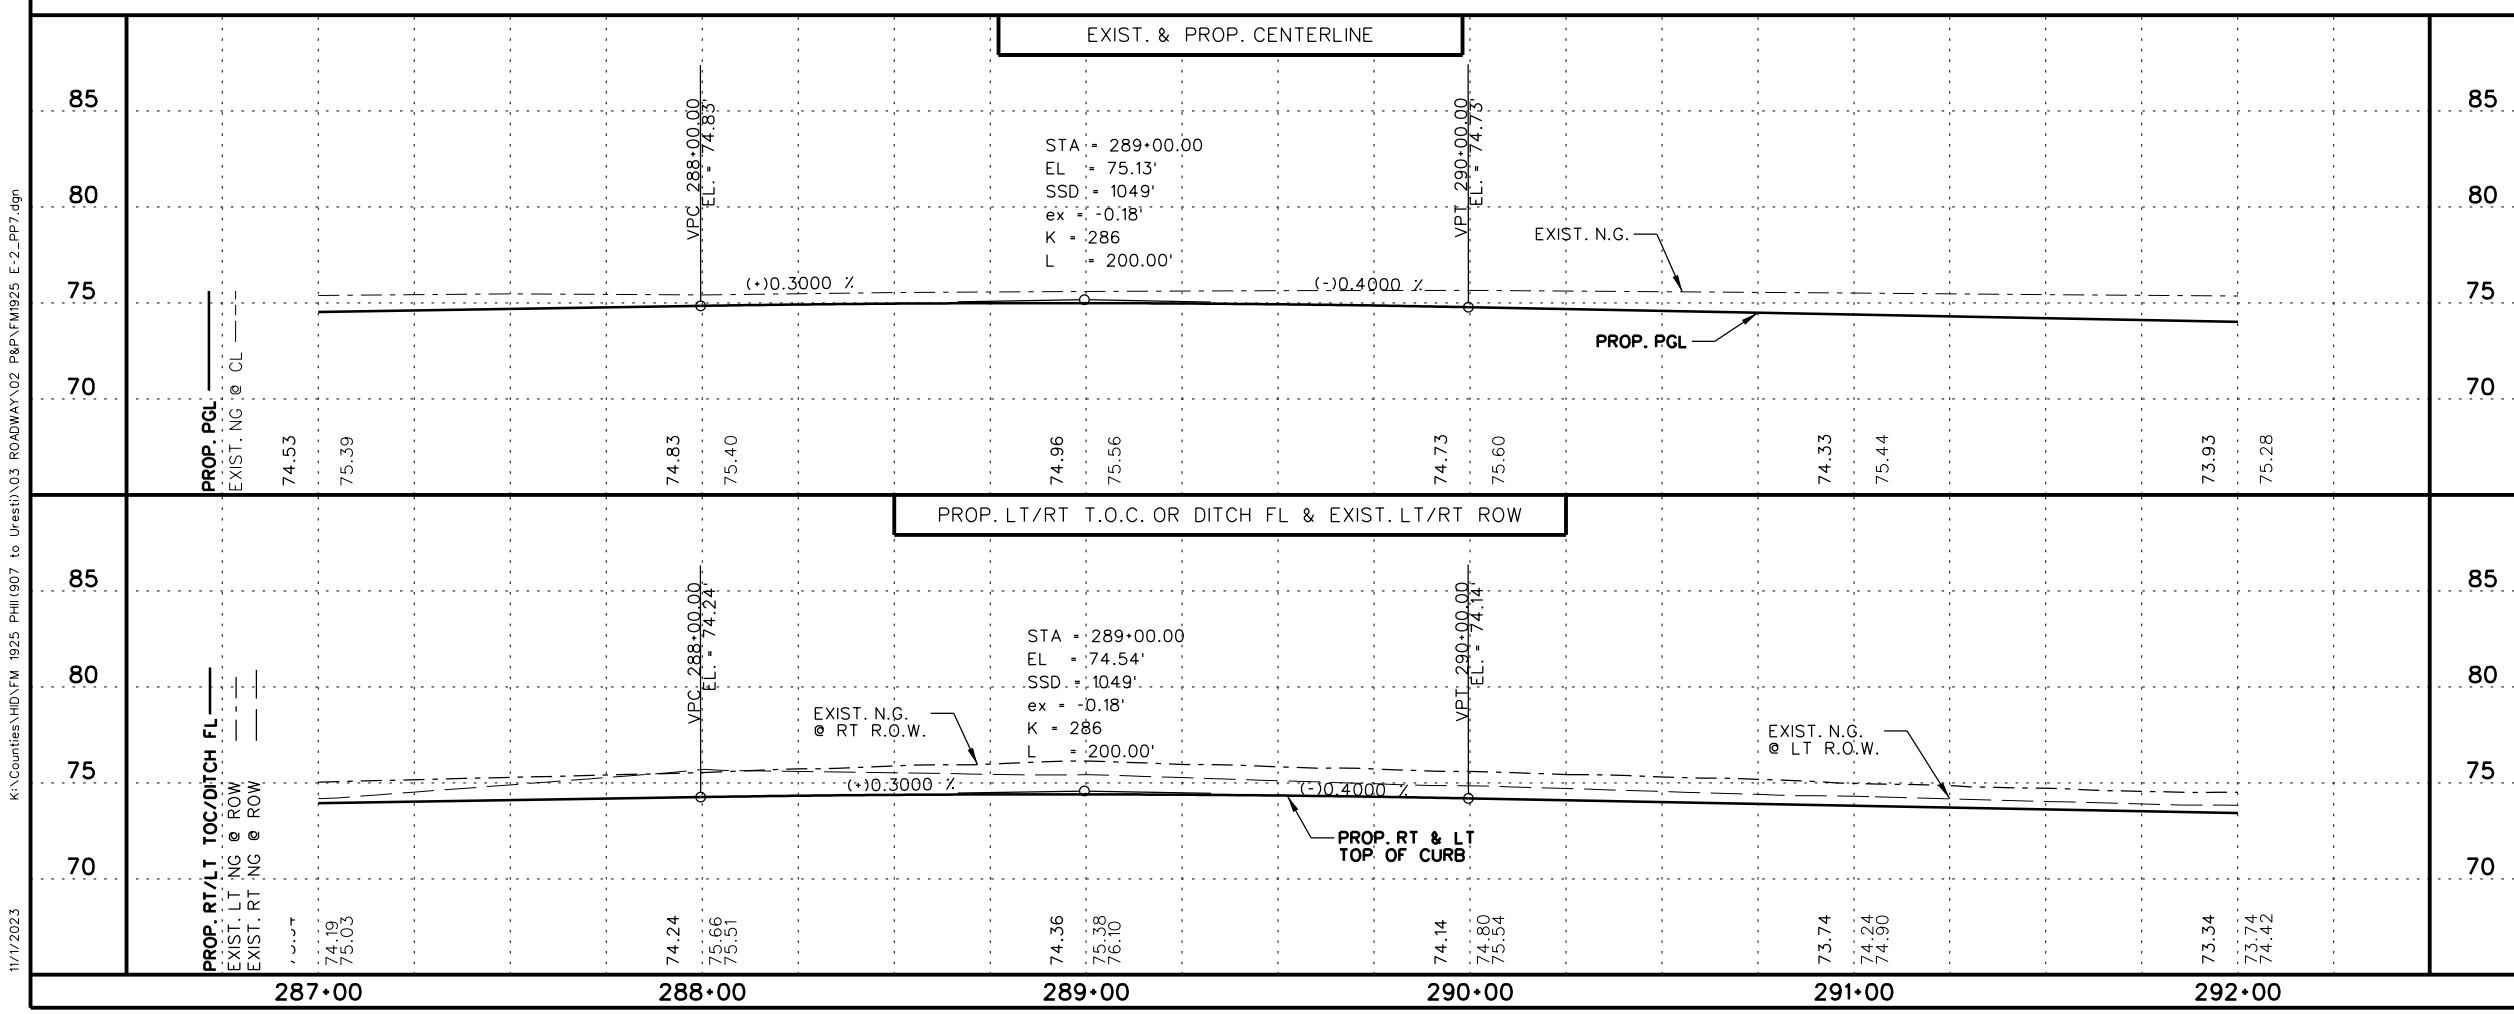 EXIST. & PROP. CENTERLINE
85
85
80
80
75
75
70
70
VPC 288+00.00
EL. = 74.83'
STA = 289+00.00
EL = 75.13'
SSD = 1049'
ex = -0.18'
K = 286
L = 200.00'
VPT 290+00.00
EL. = 74.73'
(+)0.3000 %
(-)0.4000 %
EXIST. N.G.
PROP. PGL
PROP. PGL
EXIST. NG @ CL
74.53
75.39
74.83
75.40
74.96
75.56
74.73
75.60
74.33
75.44
73.93
75.28
PROP. LT/RT T.O.C. OR DITCH FL & EXIST. LT/RT ROW
85
85
80
80
75
75
70
70
VPC 288+00.00
EL. = 74.24'
STA = 289+00.00
EL = 74.54'
SSD = 1049'
ex = -0.18'
K = 286
L = 200.00'
VPT 290+00.00
EL. = 74.14'
EXIST. N.G.
@ RT R.O.W.
EXIST. N.G.
@ LT R.O.W.
(+)0.3000 %
(-)0.4000 %
PROP. RT & LT
TOP OF CURB
PROP. RT/LT TOC/DITCH FL
EXIST. LT NG @ ROW
EXIST. RT NG @ ROW
74.19
75.03
74.24
75.66
75.51
74.36
75.38
76.10
74.14
74.80
75.54
73.74
74.24
74.90
73.34
73.74
74.42
287+00
288+00
289+00
290+00
291+00
292+00
K:\Counties\HID\FM 1925 PHII(907 to Uresti)\03 ROADWAY\02 P&P\FM1925 E-2_PP7.dgn
11/1/2023